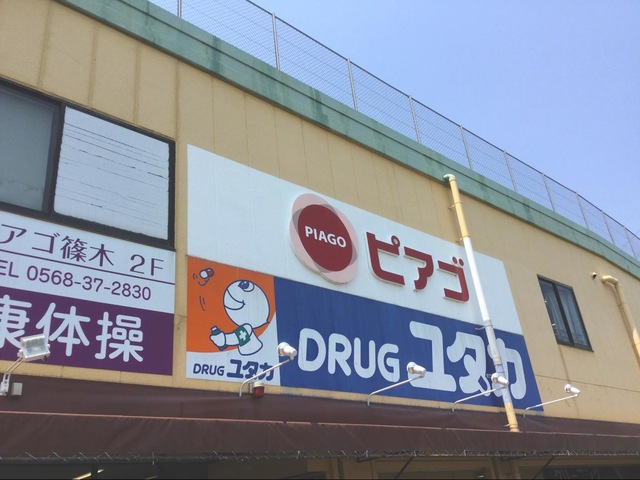 アゴ篠木 2F
TEL 0568-37-2830
康体操
PIAGO
ピアゴ
DRUG ユタカ
DRUG ユタカ